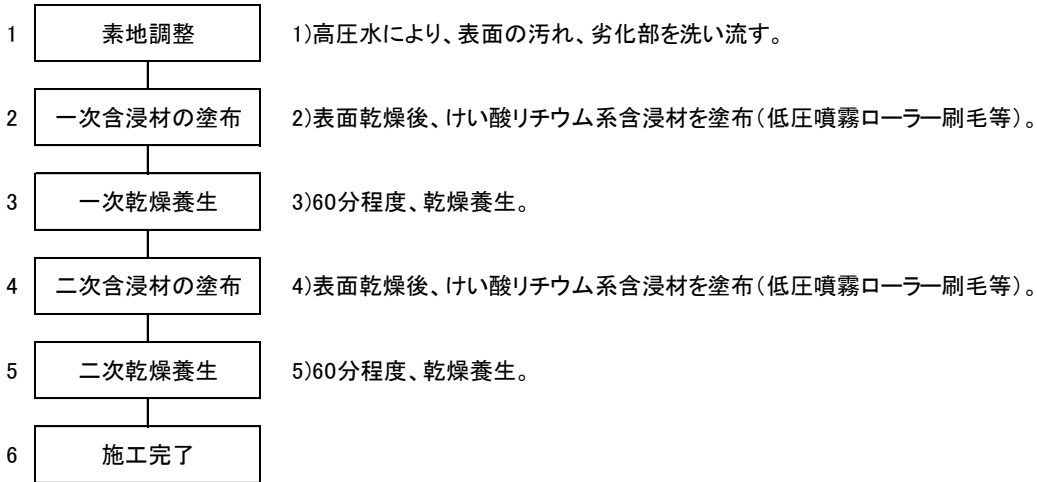 1 素地調整 1)高圧水により、表面の汚れ、劣化部を洗い流す。
2 一次含浸材の塗布 2)表面乾燥後、けい酸リチウム系含浸材を塗布(低圧噴霧ローラー刷毛等)。
3 一次乾燥養生 3)60分程度、乾燥養生。
4 二次含浸材の塗布 4)表面乾燥後、けい酸リチウム系含浸材を塗布(低圧噴霧ローラー刷毛等)。
5 二次乾燥養生 5)60分程度、乾燥養生。
6 施工完了